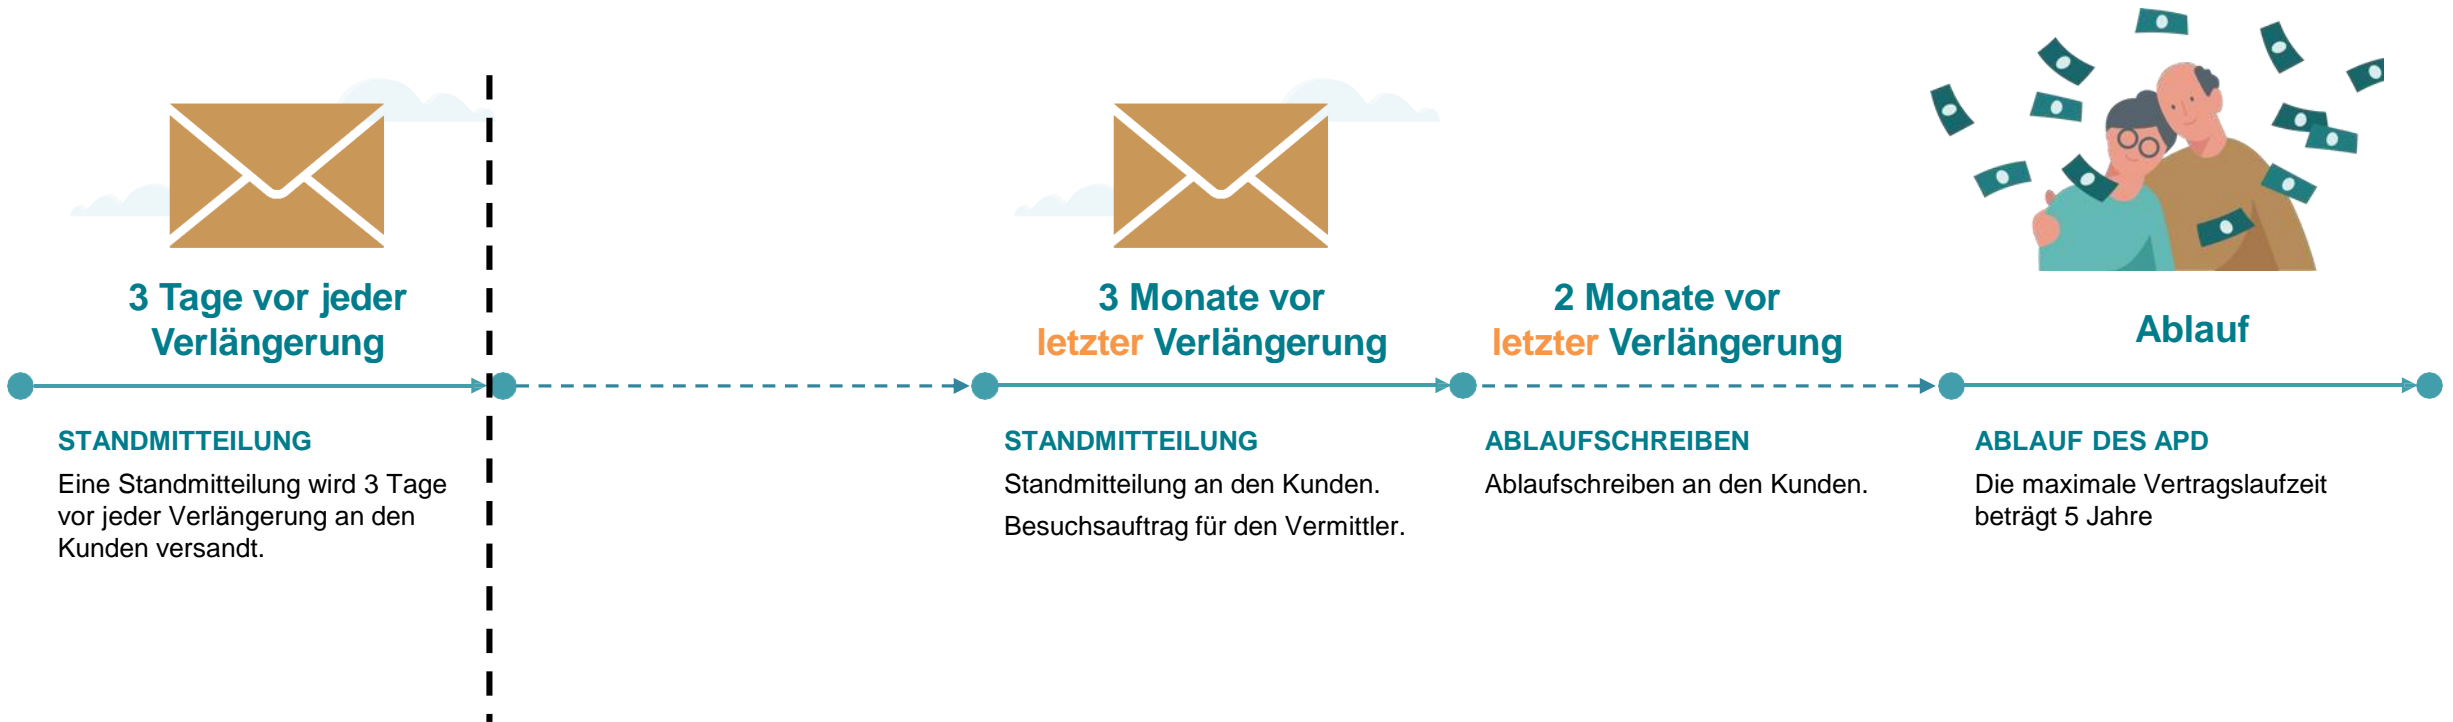 3 Tage vor jeder
Verlängerung
STANDMITTEILUNG
Eine Standmitteilung wird 3 Tage
vor jeder Verlängerung an den
Kunden versandt.
3 Monate vor
letzter Verlängerung
STANDMITTEILUNG
Standmitteilung an den Kunden.
Besuchsauftrag für den Vermittler.
2 Monate vor
letzter Verlängerung
ABLAUFSCHREIBEN
Ablaufschreiben an den Kunden.
Ablauf
ABLAUF DES APD
Die maximale Vertragslaufzeit
beträgt 5 Jahre